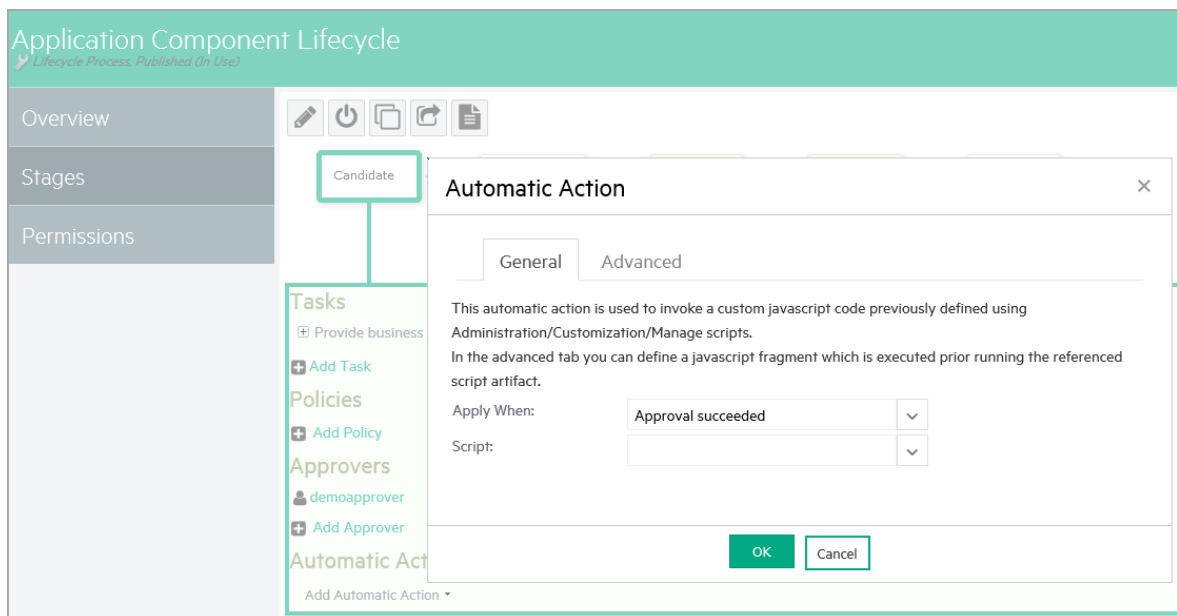 Application Component Lifecycle
Lifecycle Process, Published (In Use)
Overview
Stages
Permissions
Candidate
Tasks
Provide business
Add Task
Policies
Add Policy
Approvers
demoapprover
Add Approver
Automatic Act
Add Automatic Action
Automatic Action
General Advanced
This automatic action is used to invoke a custom javascript code previously defined using
Administration/Customization/Manage scripts.
In the advanced tab you can define a javascript fragment which is executed prior running the referenced
script artifact.
Apply When: Approval succeeded
Script:
OK Cancel